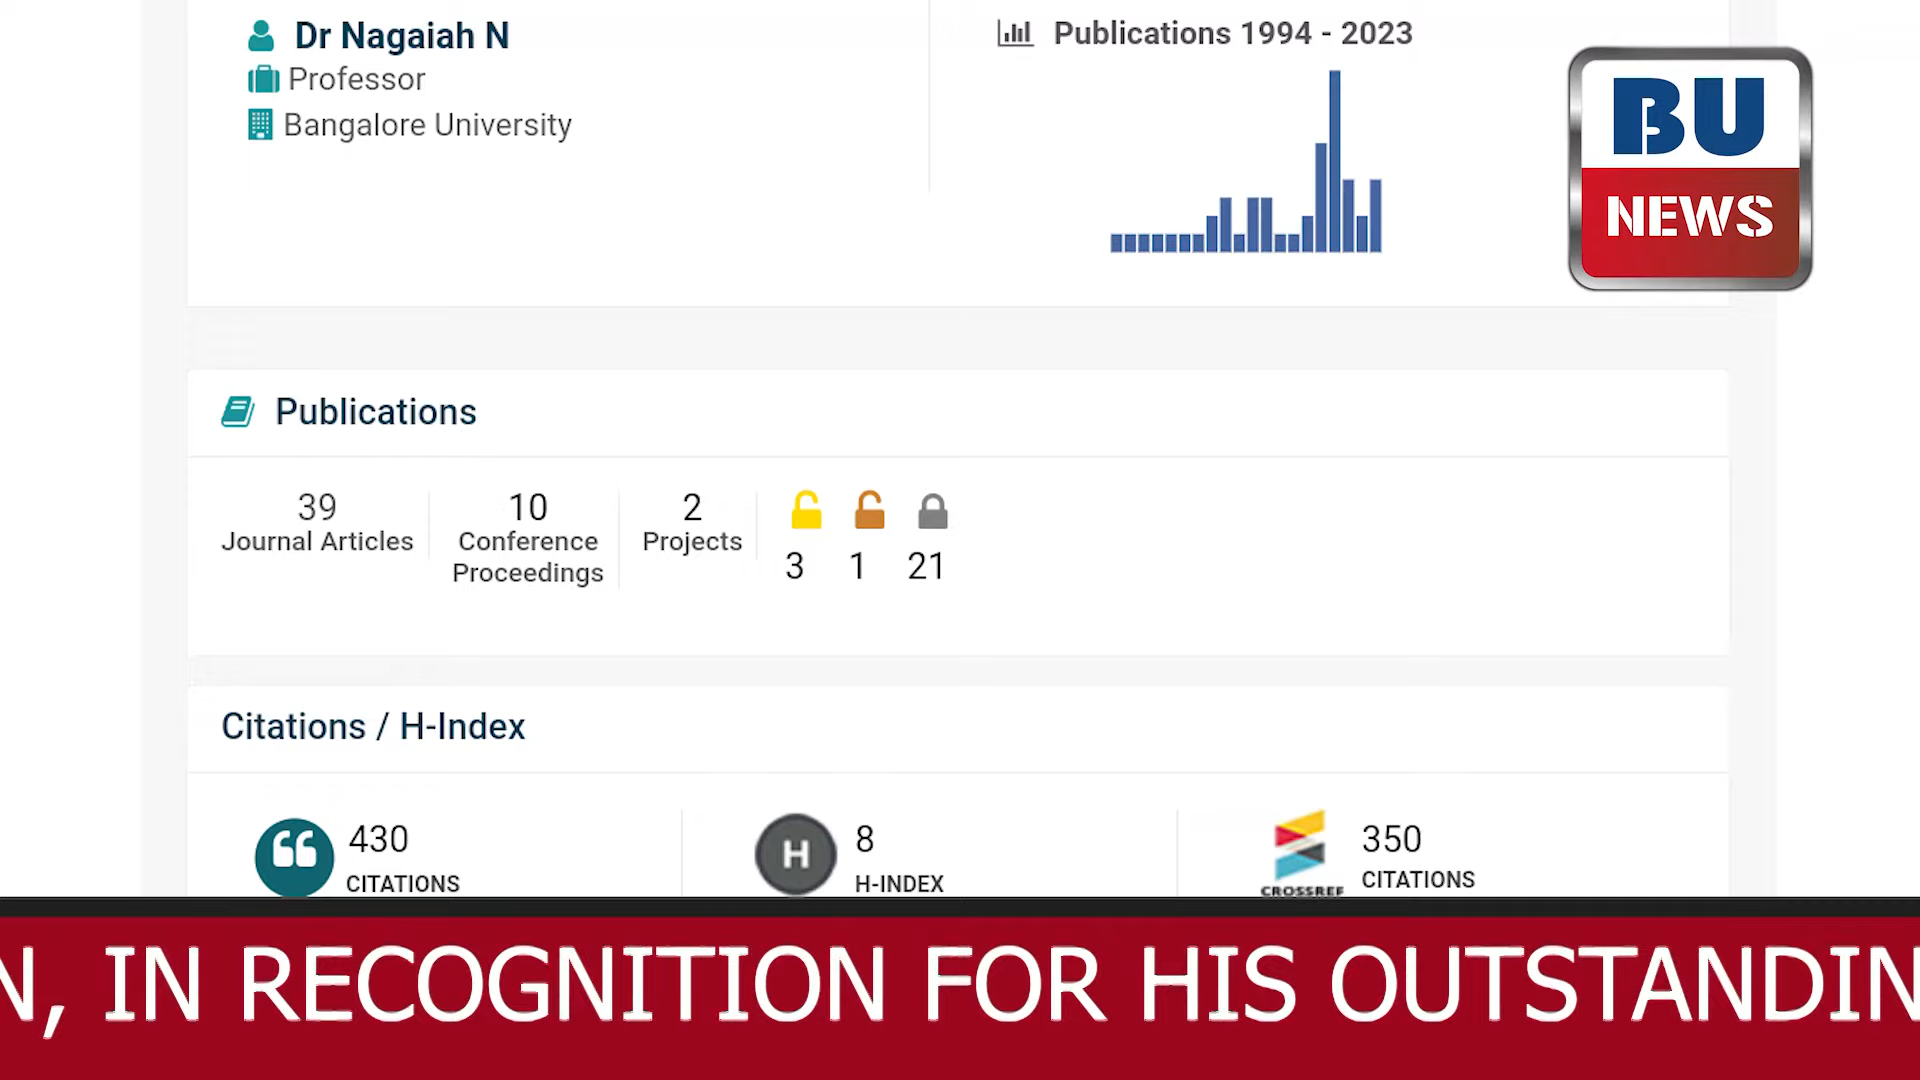 Dr Nagaiah N
Professor
Bangalore University
Publications 1994 - 2023
BU
NEWS
Publications
39
Journal Articles
10
Conference
Proceedings
2
Projects
3
1
21
Citations / H-Index
430
CITATIONS
H
8
H-INDEX
CROSSREF
350
CITATIONS
N, IN RECOGNITION FOR HIS OUTSTANDIN